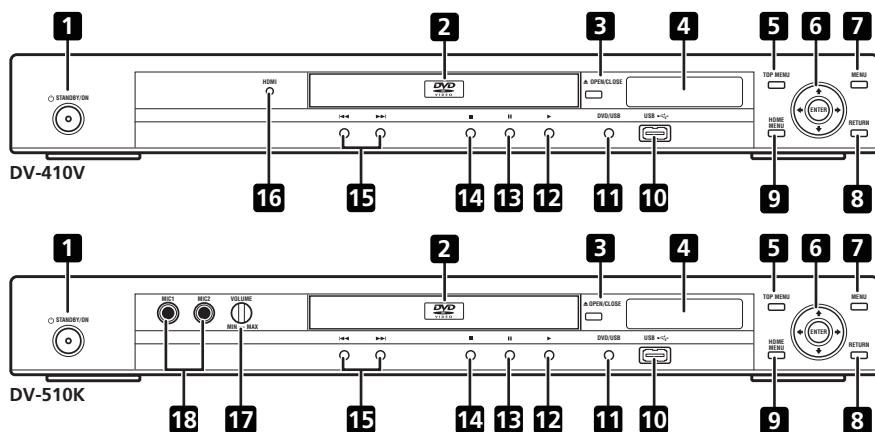 1 2 3 4 5 6 7
STANDBY/ON HDMI DVD VIDEO OPEN/CLOSE TOP MENU MENU
ENTER
DVD/USB USB HOME MENU RETURN
DV-410V
16 15 14 13 12 11 10 9 8
1 2 3 4 5 6 7
STANDBY/ON MIC1 MIC2 VOLUME DVD VIDEO OPEN/CLOSE TOP MENU MENU
MIN MAX ENTER
DVD/USB USB HOME MENU RETURN
DV-510K
18 17 15 14 13 12 11 10 9 8